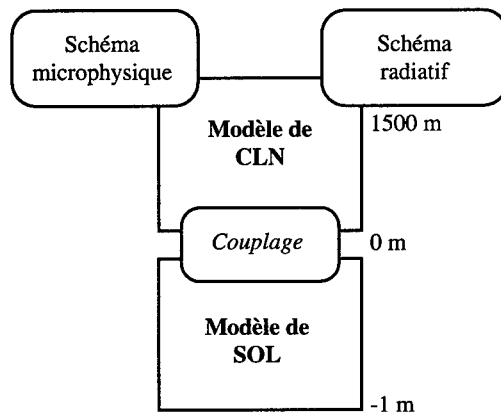 Schéma
microphysique
Schéma
radiatif
1500 m
Modèle de
CLN
Couplage
0 m
Modèle de
SOL
-1 m